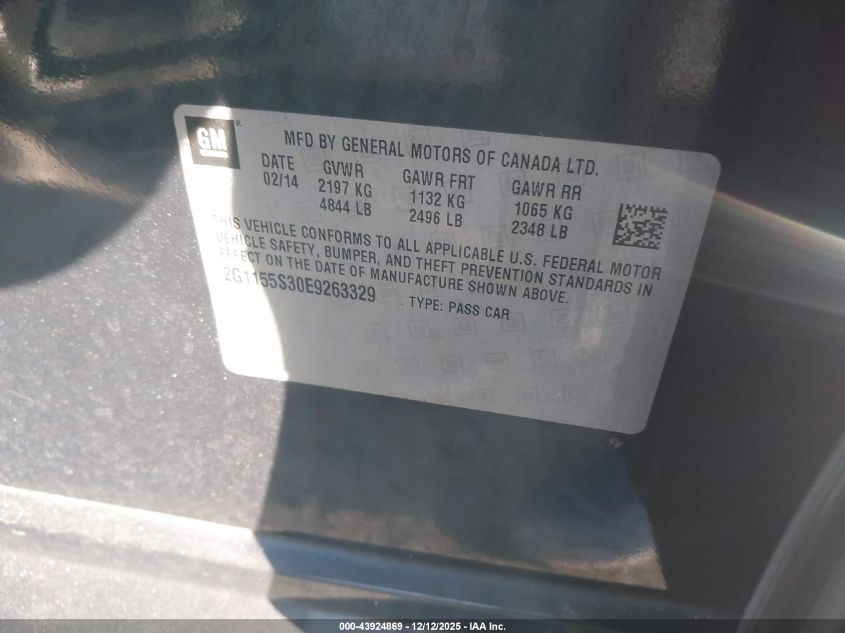 GM®
MFD BY GENERAL MOTORS OF CANADA LTD.
DATE GVWR GAWR FRT GAWR RR
02/14 2197 KG 1132 KG 1065 KG
4844 LB 2496 LB 2348 LB
THIS VEHICLE CONFORMS TO ALL APPLICABLE U.S. FEDERAL MOTOR
VEHICLE SAFETY, BUMPER, AND THEFT PREVENTION STANDARDS IN
EFFECT ON THE DATE OF MANUFACTURE SHOWN ABOVE.
2G1155S30E9263329 TYPE: PASS CAR
000-43924869 - 12/12/2025 - IAA Inc.